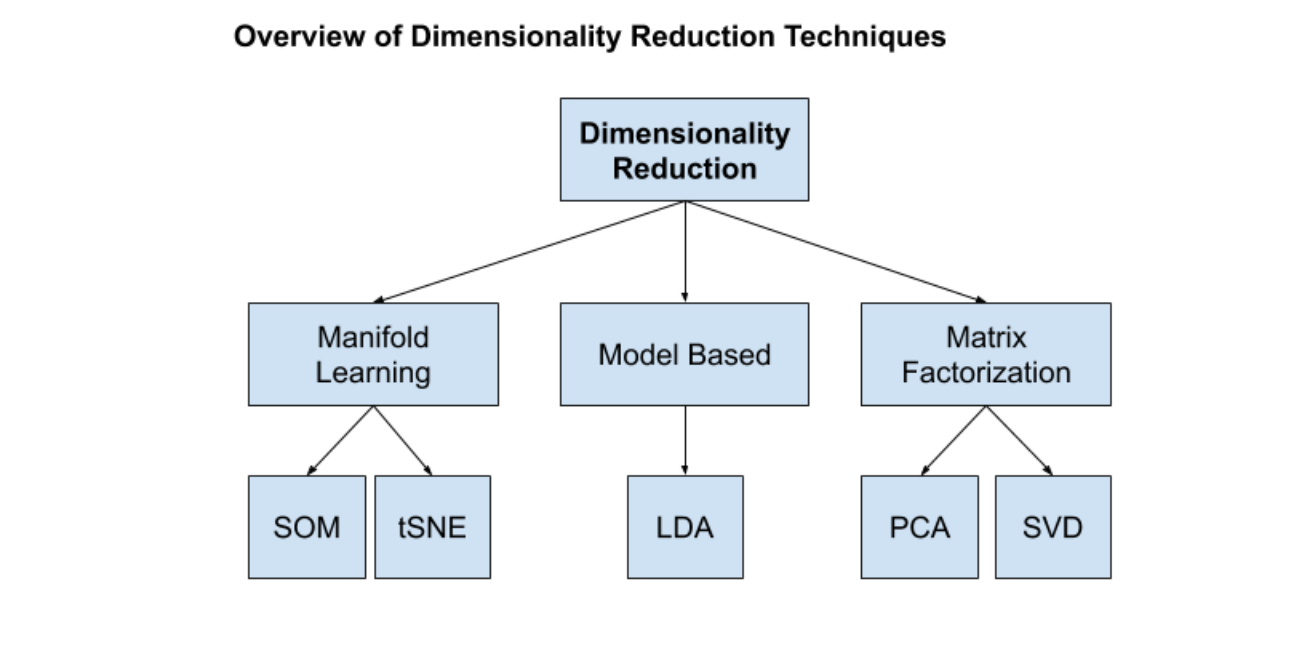 Overview of Dimensionality Reduction Techniques
Dimensionality
Reduction
Manifold
Learning
Model Based
Matrix
Factorization
SOM
tSNE
LDA
PCA
SVD